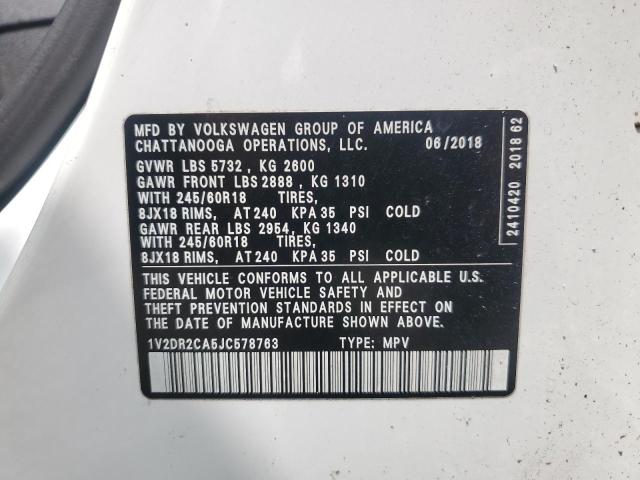 MFD BY VOLKSWAGEN GROUP OF AMERICA
CHATTANOOGA OPERATIONS, LLC. 06/2018
GVWR LBS 5732 , KG 2600
GAWR FRONT LBS 2888 , KG 1310
WITH 245/60R18 TIRES,
8JX18 RIMS, AT 240 KPA 35 PSI COLD
GAWR REAR LBS 2954, KG 1340
WITH 245/60R18 TIRES,
8JX18 RIMS, AT 240 KPA 35 PSI COLD
THIS VEHICLE CONFORMS TO ALL APPLICABLE U.S.
FEDERAL MOTOR VEHICLE SAFETY AND
THEFT PREVENTION STANDARDS IN EFFECT ON
THE DATE OF MANUFACTURE SHOWN ABOVE
1V2DR2CA5JC578763 TYPE: MPV
2410420 2018 62